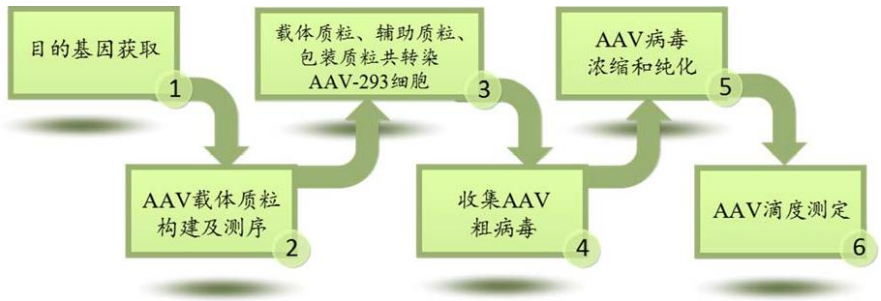 目的基因获取
1
AAV载体质粒
构建及测序
2
载体质粒、辅助质粒、
包装质粒共转染
AAV-293细胞
3
收集AAV
粗病毒
4
AAV病毒
浓缩和纯化
5
AAV滴度测定
6